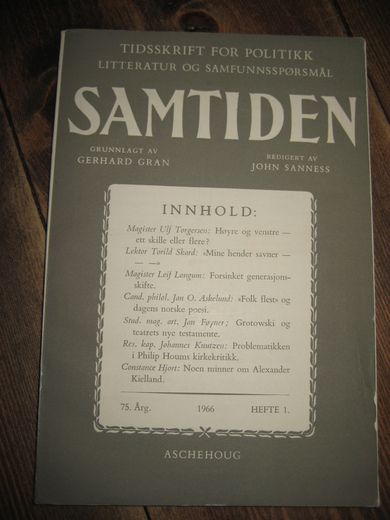 TIDSSKRIFT FOR POLITIKK
LITTERATUR OG SAMFUNNSSPØRSMÅL
SAMTIDEN
GRUNNLAGT AV
GERHARD GRAN
REDIGERT AV
JOHN SANNESS
INNHOLD:
Magister Ulf Torgersen: Høyre og venstre —
ett skille eller flere?
Lektor Torild Skard: »Mine hender savner —
— —»
Magister Leif Longum: Forsinket generasjons-
skifte.
Cand. philol. Jan O. Askelund: «Folk flest» og
dagens norske poesi.
Stud. mag. art. Jan Føyner: Grotowski og
teatrets nye testamente.
Res. kap. Johannes Knutzen: Problematikken
i Philip Houms kirkekritikk.
Constance Hjort: Noen minner om Alexander
Kielland.
75. Årg. 1966 HEFTE 1.
ASCHEHOUG